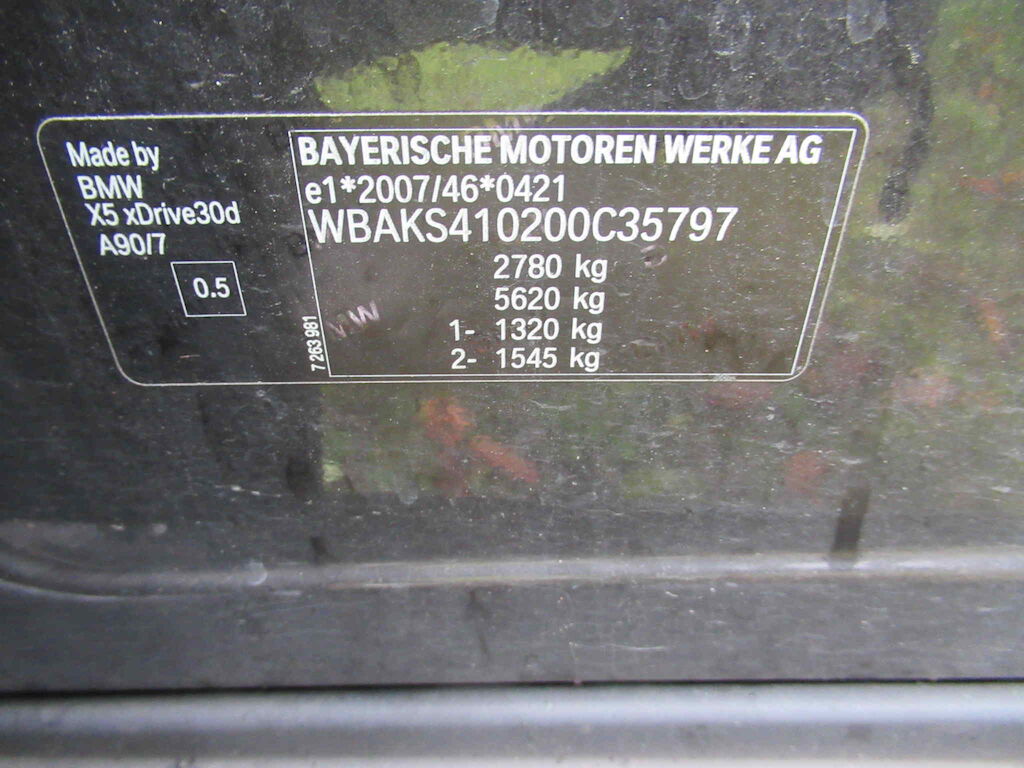 Made by
BMW
X5 xDrive30d
A90/7
0.5
BAYERISCHE MOTOREN WERKE AG
e1*2007/46*0421
WBAKS410200C35797
2780 kg
5620 kg
1- 1320 kg
2- 1545 kg
7 263 981